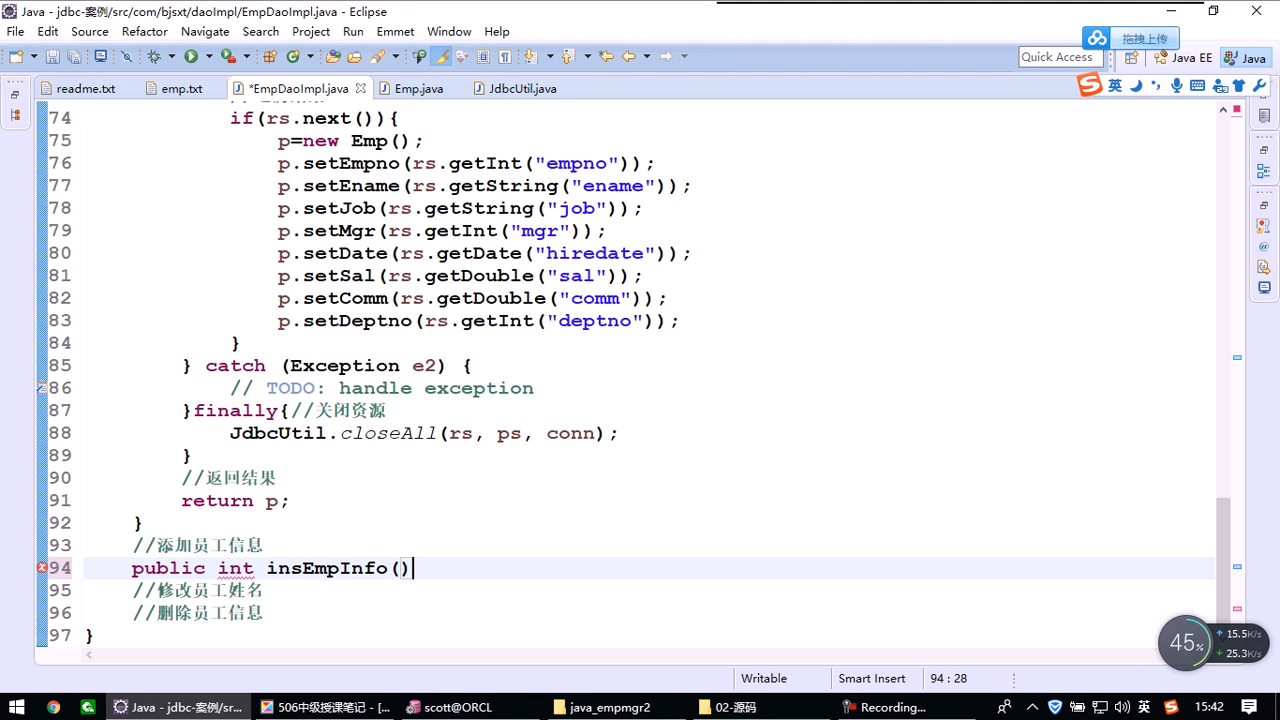 Java - jdbc-案例/src/com/bjsxt/daoImpl/EmpDaoImpl.java - Eclipse
File Edit Source Refactor Navigate Search Project Run Emmet Window Help
拖拽上传
Quick Access Java EE Java
readme.txt emp.txt *EmpDaoImpl.java Emp.java JdbcUtil.java
英
74 if(rs.next()){
75 p=new Emp();
76 p.setEmpno(rs.getInt("empno"));
77 p.setEname(rs.getString("ename"));
78 p.setJob(rs.getString("job"));
79 p.setMgr(rs.getInt("mgr"));
80 p.setDate(rs.getDate("hiredate"));
81 p.setSal(rs.getDouble("sal"));
82 p.setComm(rs.getDouble("comm"));
83 p.setDeptno(rs.getInt("deptno"));
84 }
85 } catch (Exception e2) {
86 // TODO: handle exception
87 }finally{//关闭资源
88 JdbcUtil.closeAll(rs, ps, conn);
89 }
90 //返回结果
91 return p;
92 }
93 //添加员工信息
94 public int insEmpInfo()
95 //修改员工姓名
96 //删除员工信息
97 }
45%
15.5K/s
25.3K/s
Writable Smart Insert 94 : 28
Java - jdbc-案例/sr... 506中级授课笔记 - [... scott@ORCL java_empmgr2 02-源码 Recording... 英 15:42